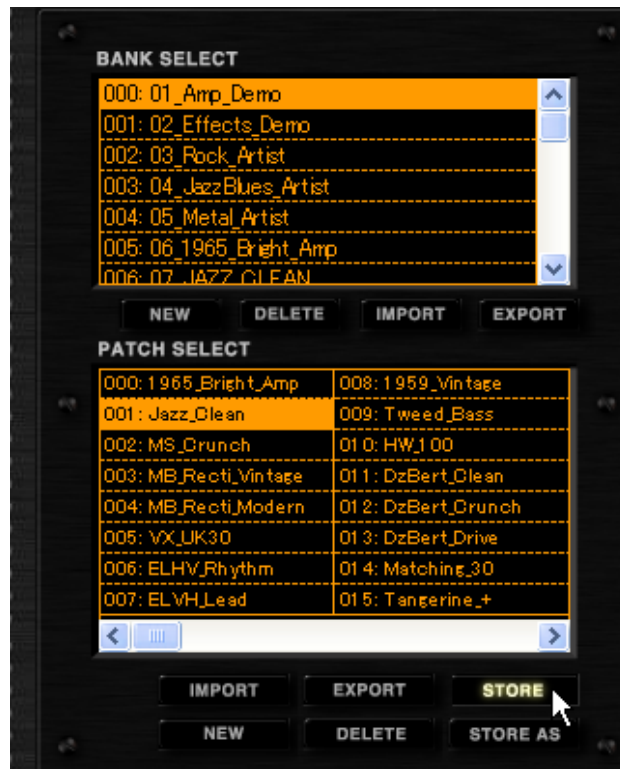 BANK SELECT
000: 01_Amp_Demo
001: 02_Effects_Demo
002: 03_Rock_Artist
003: 04_JazzBlues_Artist
004: 05_Metal_Artist
005: 06_1965_Bright_Amp
006: 07_JAZZ_CLEAN
NEW DELETE IMPORT EXPORT
PATCH SELECT
000: 1965_Bright_Amp 008: 1959_Vintage
001: Jazz_Clean 009: Tweed_Bass
002: MS_Crunch 010: HW_100
003: MB_Recti_Vintage 011: DzBert_Clean
004: MB_Recti_Modern 012: DzBert_Crunch
005: VX_UK30 013: DzBert_Drive
006: ELHV_Rhythm 014: Matching_30
007: ELVH_Lead 015: Tangerine_+
IMPORT EXPORT STORE
NEW DELETE STORE AS